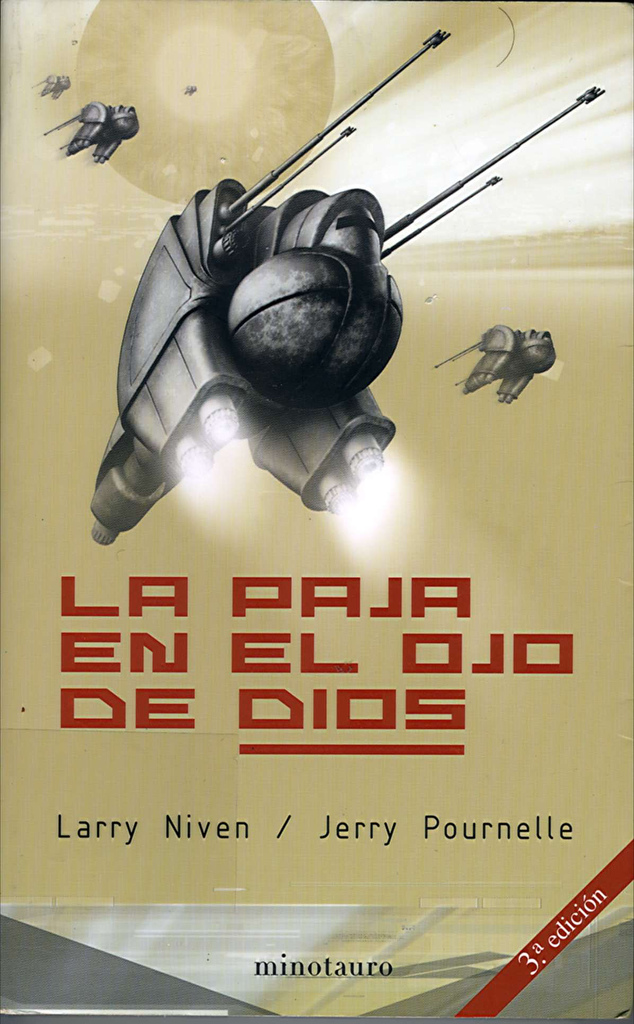 LA PAJA
EN EL OJO
DE DIOS
Larry Niven / Jerry Pournelle
3.ª edición
minotauro